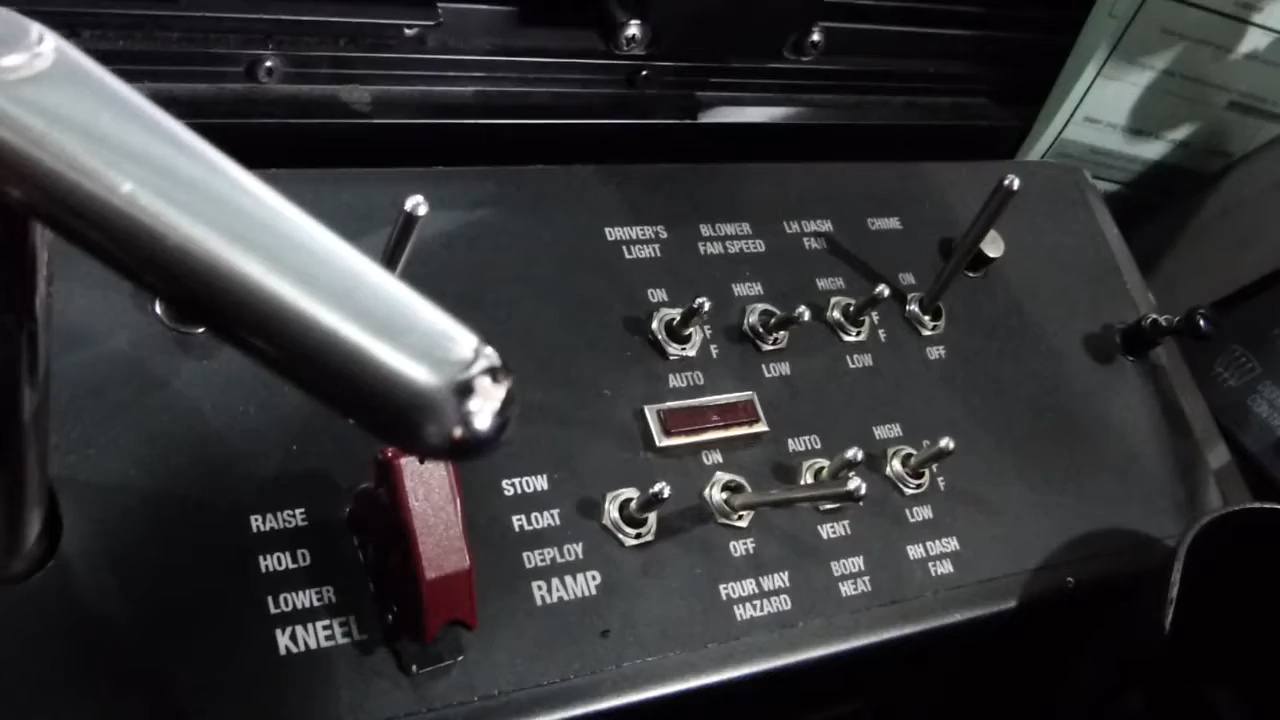 DRIVER'S LIGHT
BLOWER FAN SPEED
LH DASH FAN
CHIME
ON
F
F
AUTO
HIGH
LOW
HIGH
F
F
LOW
ON
OFF
RAISE
HOLD
LOWER
KNEEL
STOW
FLOAT
DEPLOY
RAMP
ON
OFF
FOUR WAY HAZARD
AUTO
VENT
BODY HEAT
HIGH
F
LOW
RH DASH FAN